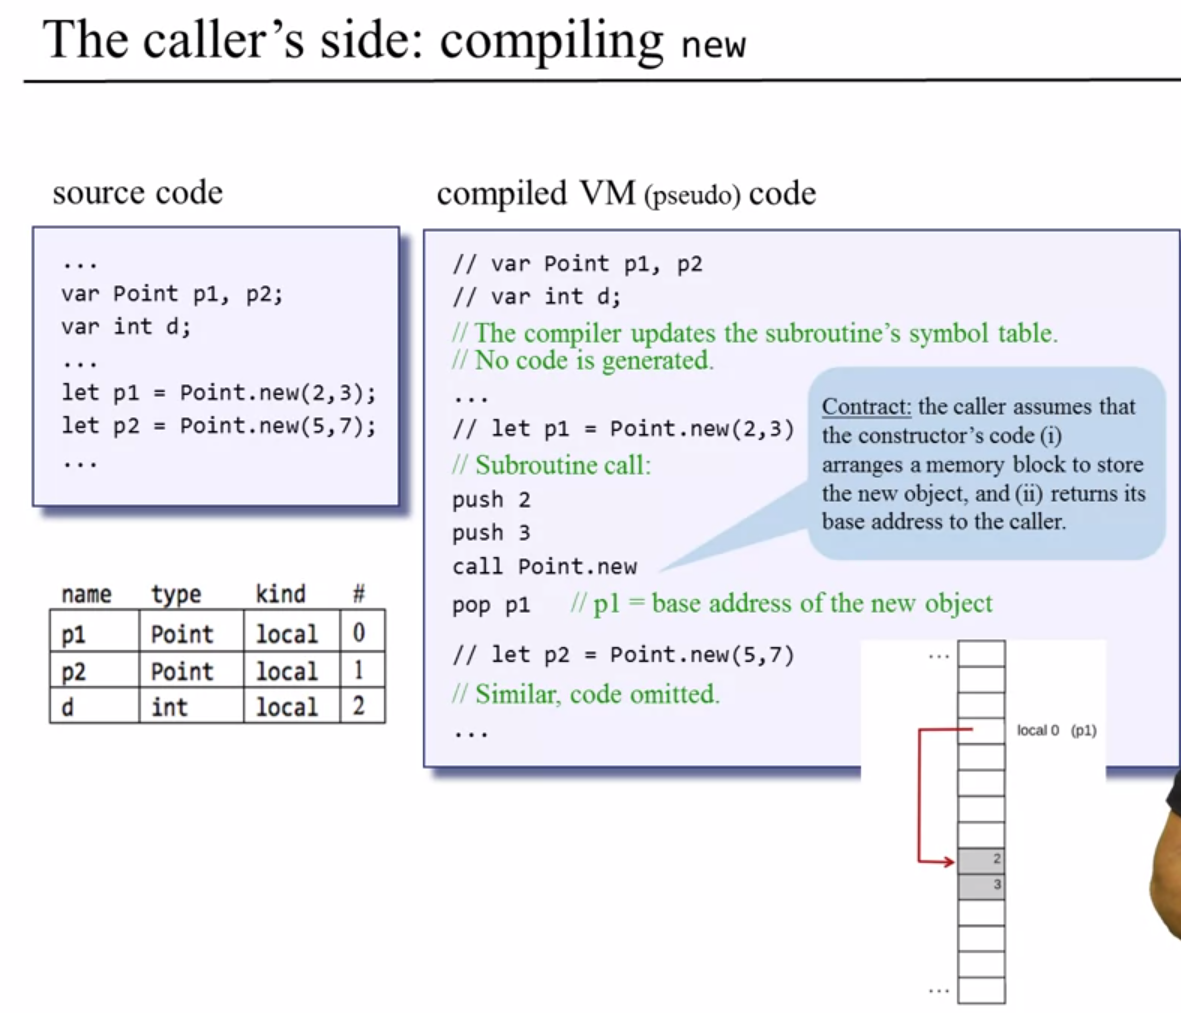 The caller’s side: compiling new
source code
...
var Point p1, p2;
var int d;
...
let p1 = Point.new(2,3);
let p2 = Point.new(5,7);
...
name type kind #
p1 Point local 0
p2 Point local 1
d int local 2
compiled VM (pseudo) code
// var Point p1, p2
// var int d;
// The compiler updates the subroutine’s symbol table.
// No code is generated.
...
// let p1 = Point.new(2,3)
// Subroutine call:
push 2
push 3
call Point.new
pop p1 // p1 = base address of the new object
// let p2 = Point.new(5,7)
// Similar, code omitted.
...
Contract: the caller assumes that
the constructor’s code (i)
arranges a memory block to store
the new object, and (ii) returns its
base address to the caller.
...
local 0 (p1)
2
3
...